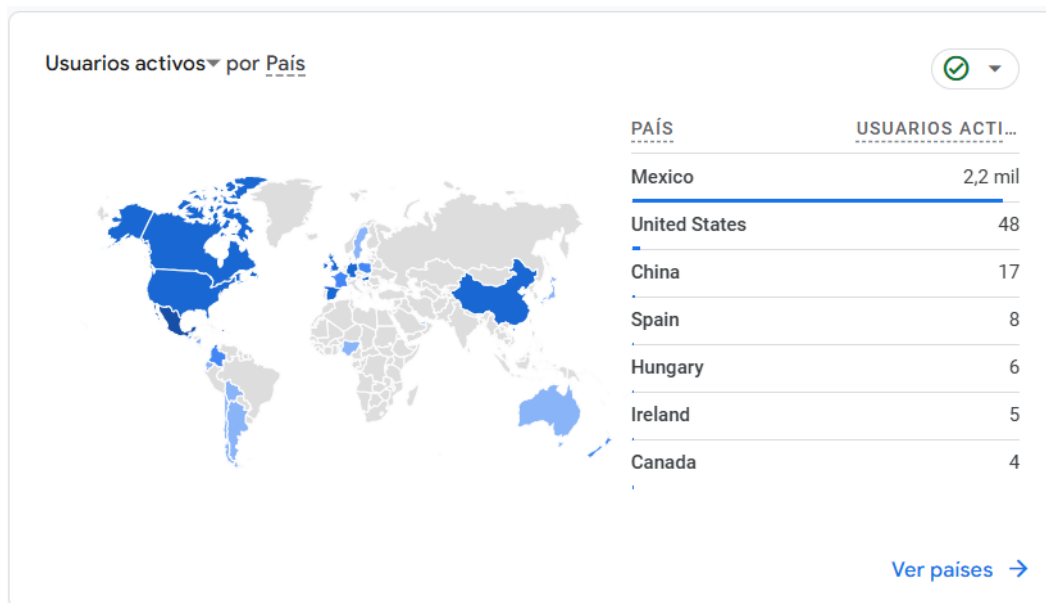 Usuarios activos por País
PAÍS USUARIOS ACTI...
Mexico 2,2 mil
United States 48
China 17
Spain 8
Hungary 6
Ireland 5
Canada 4
Ver países